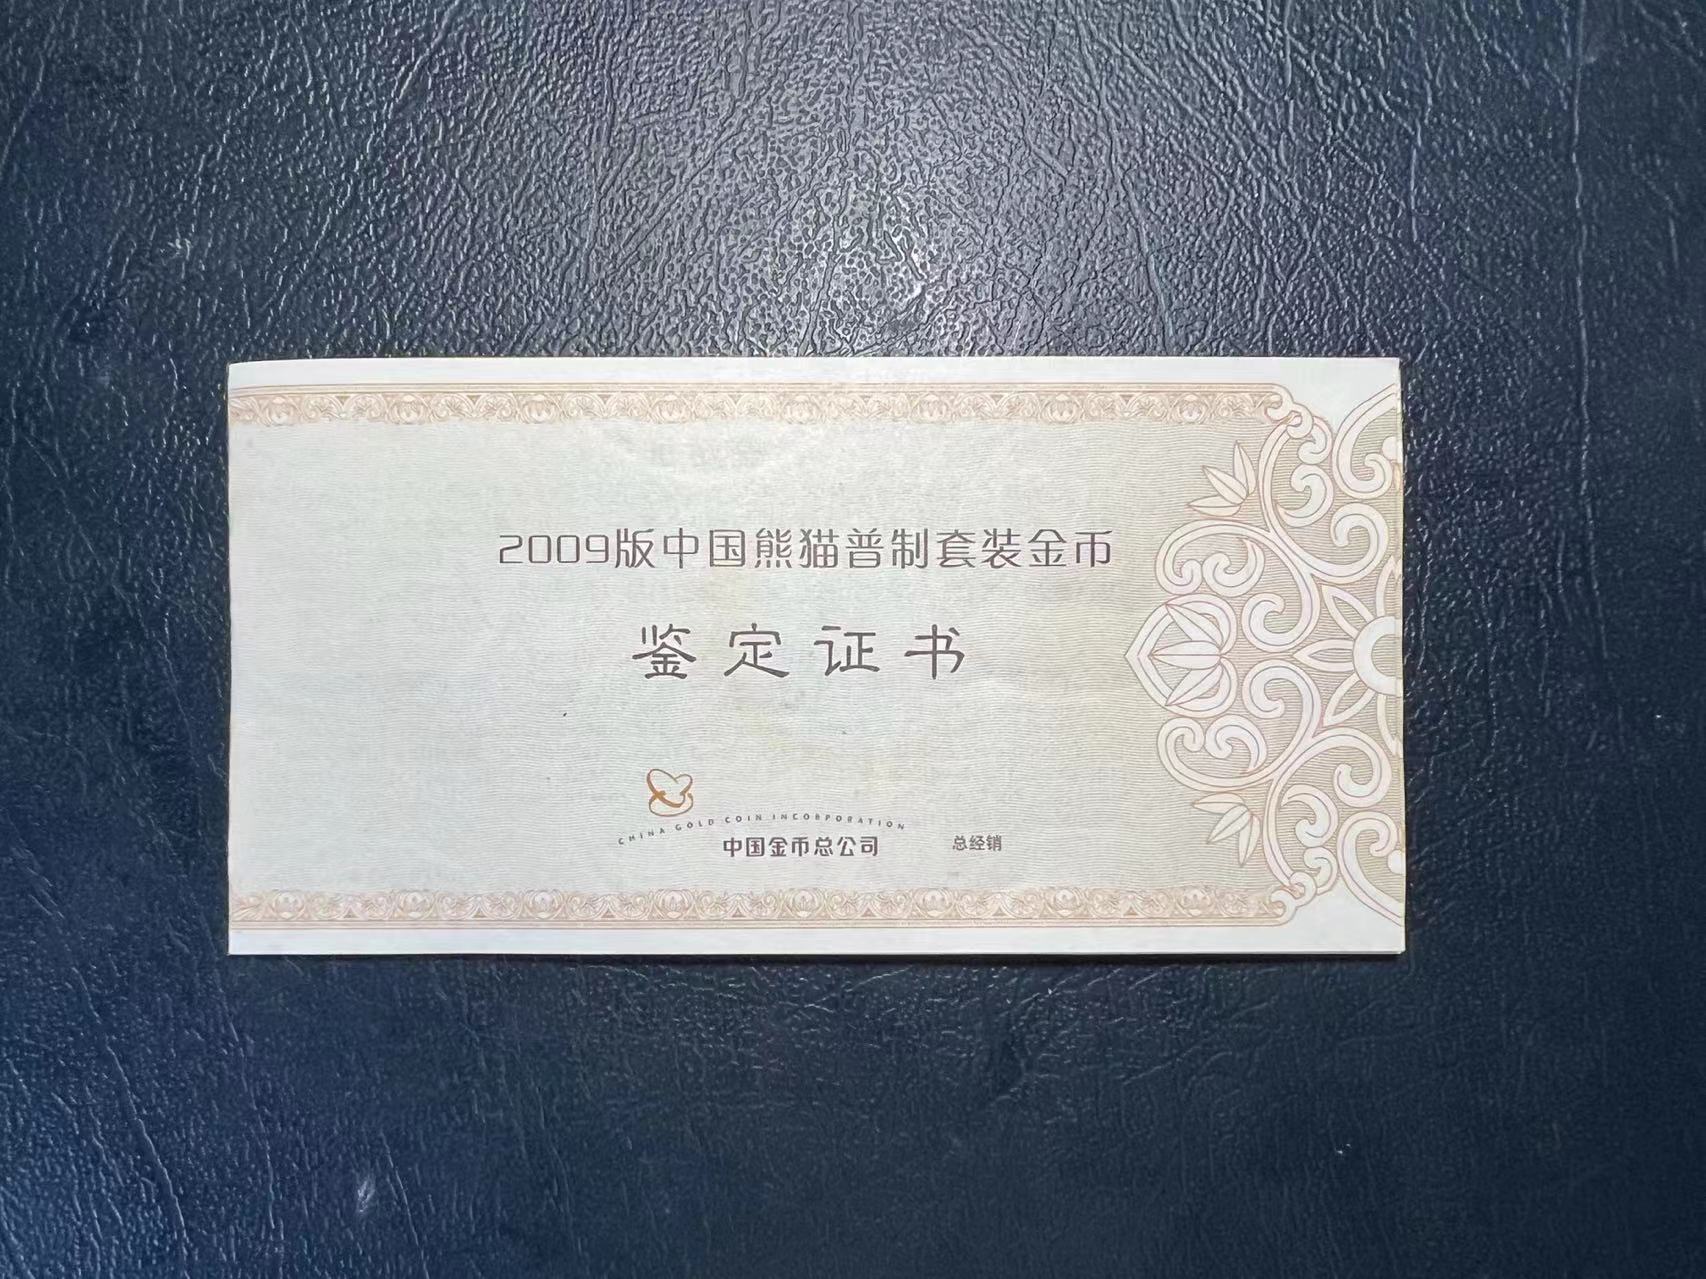 2009版中国熊猫普制套装金币
鉴定证书
CHINA GOLD COIN INCORPORATION
中国金币总公司 总经销